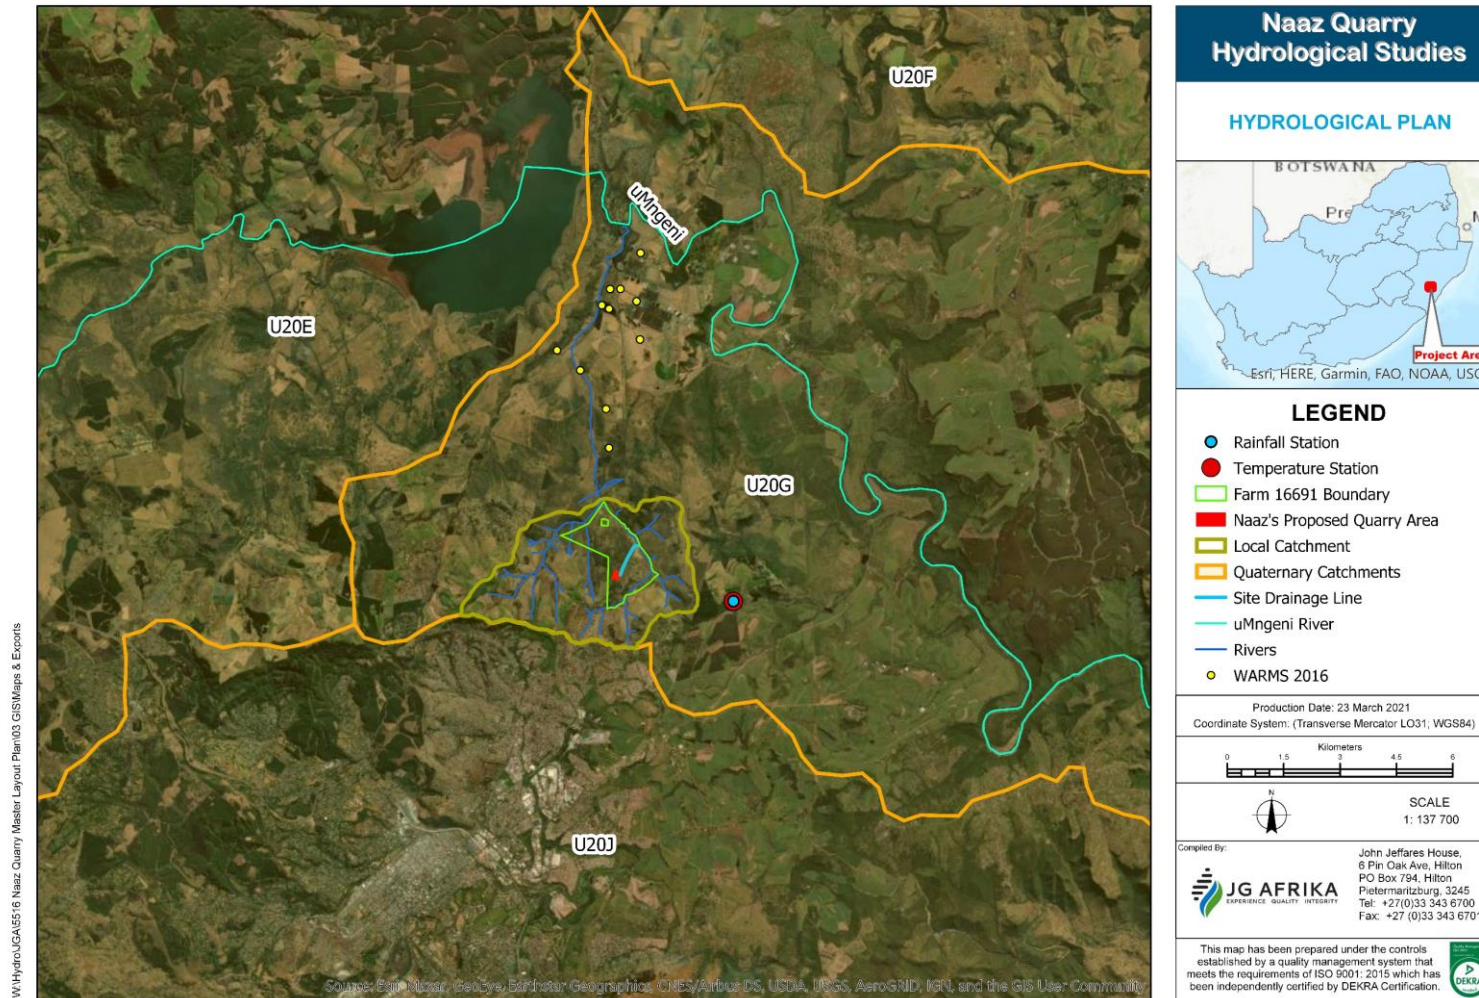 U20F
uMngeni
U20E
U20G
U20J
W:\Hydro\JGA\5516 Naaz Quarry Master Layout Plan\03 GIS\Maps & Exports
Source: Esri, Maxar, GeoEye, Earthstar Geographics, CNES/Airbus DS, USDA, USGS, AeroGRID, IGN, and the GIS User Community
Naaz Quarry
Hydrological Studies
HYDROLOGICAL PLAN
BOTSWANA
Pre
Project Are
Esri, HERE, Garmin, FAO, NOAA, USG
LEGEND
Rainfall Station
Temperature Station
Farm 16691 Boundary
Naaz's Proposed Quarry Area
Local Catchment
Quaternary Catchments
Site Drainage Line
uMngeni River
Rivers
WARMS 2016
Production Date: 23 March 2021
Coordinate System: (Transverse Mercator LO31; WGS84)
Kilometers
0 1.5 3 4.5 6
N
SCALE
1: 137 700
Compiled By:
JG AFRIKA
EXPERIENCE QUALITY INTEGRITY
John Jeffares House,
6 Pin Oak Ave, Hilton
PO Box 794, Hilton
Pietermaritzburg, 3245
Tel: +27(0)33 343 6700
Fax: +27 (0)33 343 6701
This map has been prepared under the controls
established by a quality management system that
meets the requirements of ISO 9001: 2015 which has
been independently certified by DEKRA Certification.
DEKRA